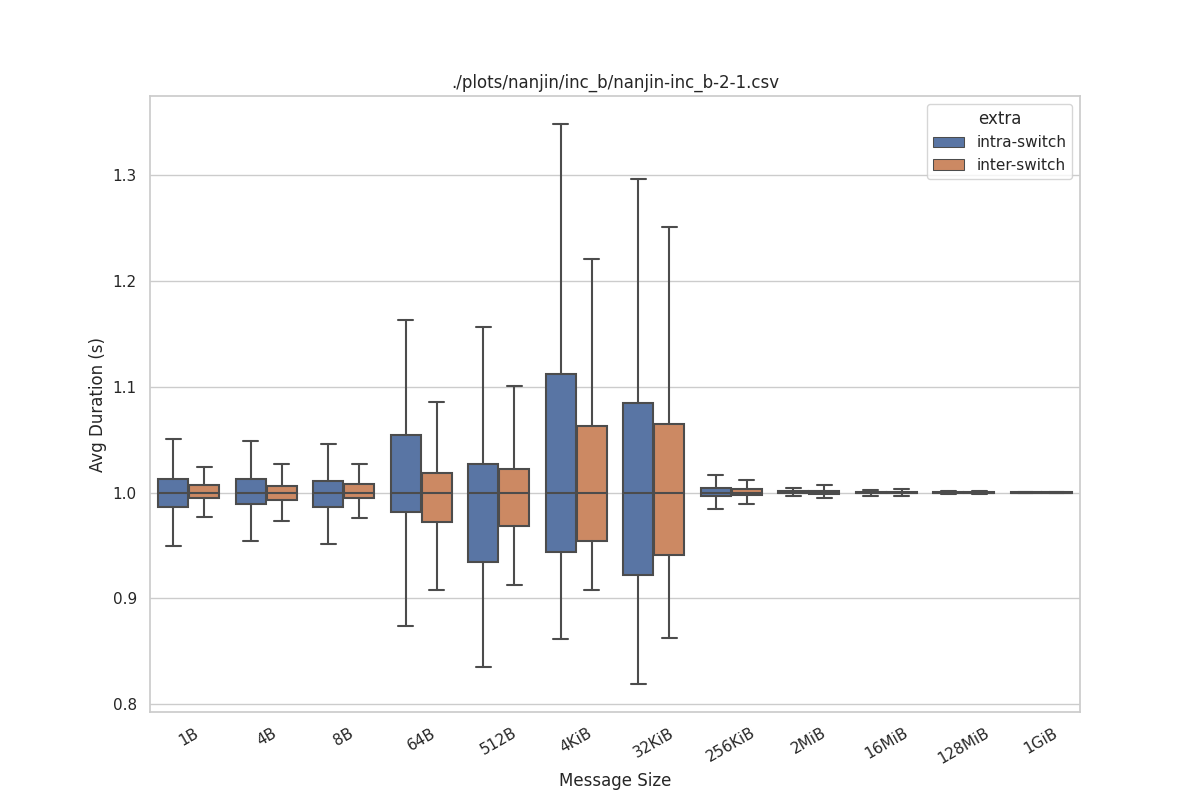 ./plots/nanjin/inc_b/nanjin-inc_b-2-1.csv
extra
intra-switch
inter-switch
Avg Duration (s)
1.3
1.2
1.1
1.0
0.9
0.8
1B 4B 8B 64B 512B 4KiB 32KiB 256KiB 2MiB 16MiB 128MiB 1GiB
Message Size